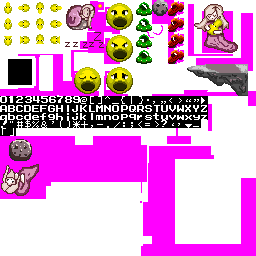 z z z
0123456789@[]^_{|}·.,<>«»
ABCDEFGHIJKLMNOPQRSTUVWXYZ
abcdefghijklmnopqrstuvwxyz
!"#$%&'()*+,-./:;<=>?